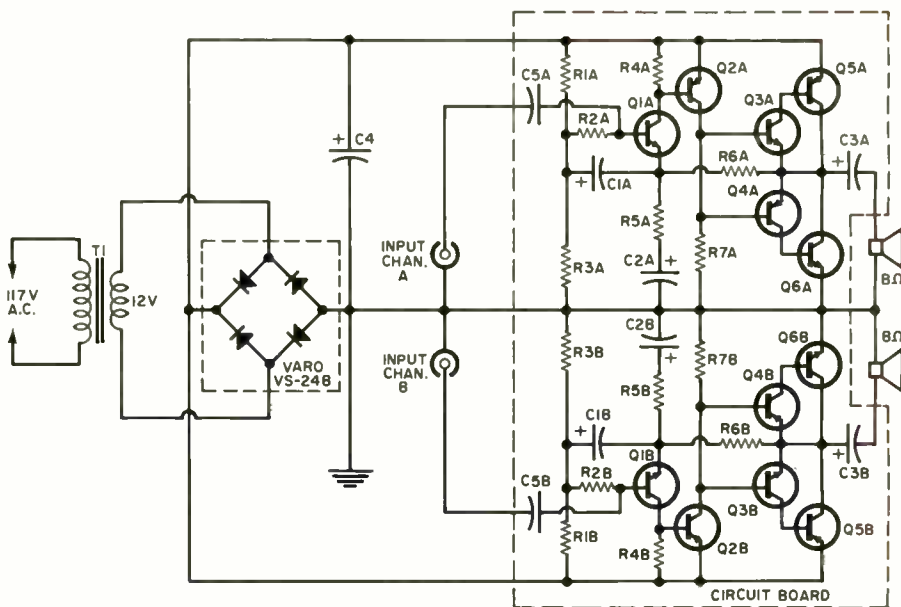 C5A
R1A
R4A
Q2A
Q5A
Q1A
Q3A
R2A
C4
R6A
C3A
C1A
Q4A
R5A
INPUT
CHAN.
A
T1
R3A
C2A
R7A
8Ω
117V
A.C.
12V
Q6A
VARO
VS-248
INPUT
CHAN.
B
R3B
C2B
R7B
Q6B
8Ω
Q4B
R5B
C1B
R6B
Q1B
C3B
C5B
R2B
Q3B
R1B
R4B
Q2B
Q5B
CIRCUIT BOARD